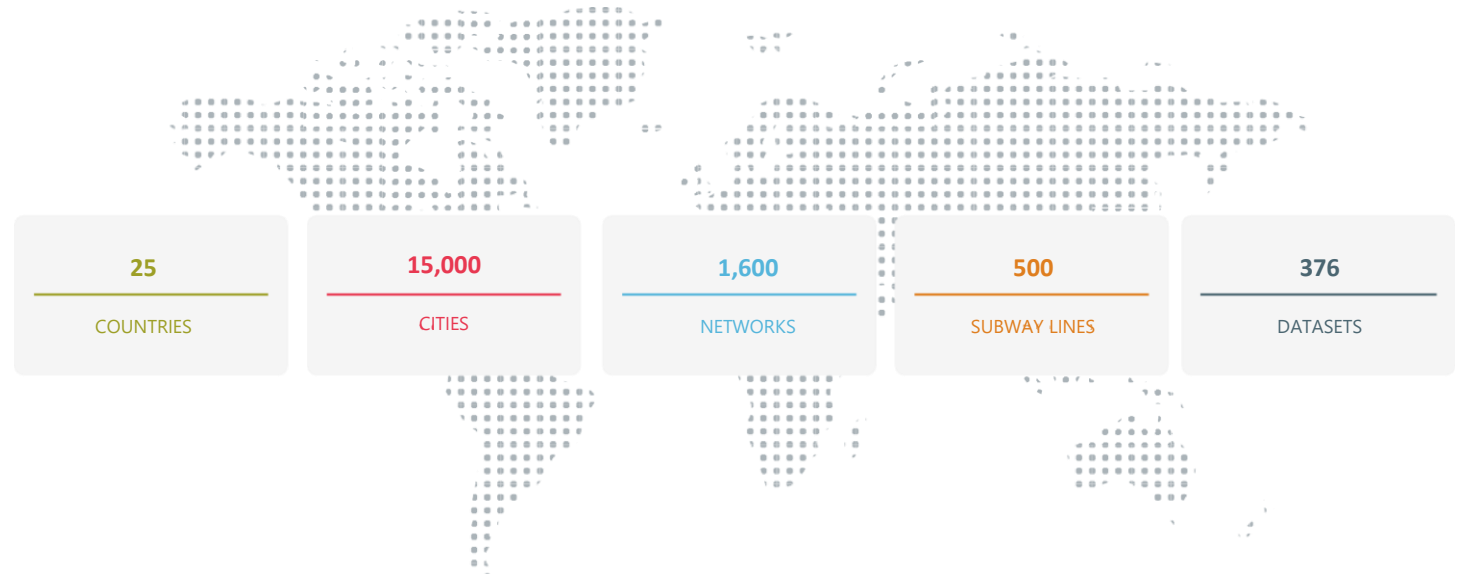 25
COUNTRIES
15,000
CITIES
1,600
NETWORKS
500
SUBWAY LINES
376
DATASETS